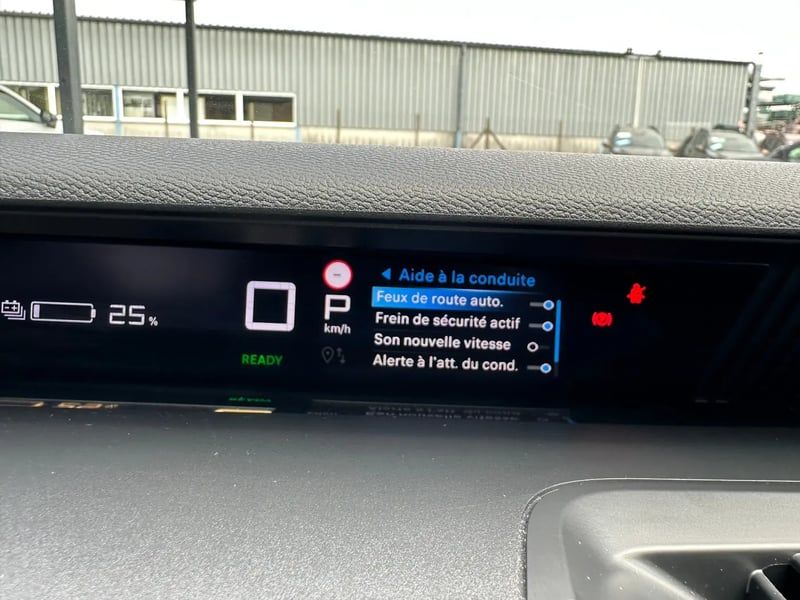 25 %
0
READY
P
km/h
Aide à la conduite
Feux de route auto.
Frein de sécurité actif
Son nouvelle vitesse
Alerte à l'att. du cond.